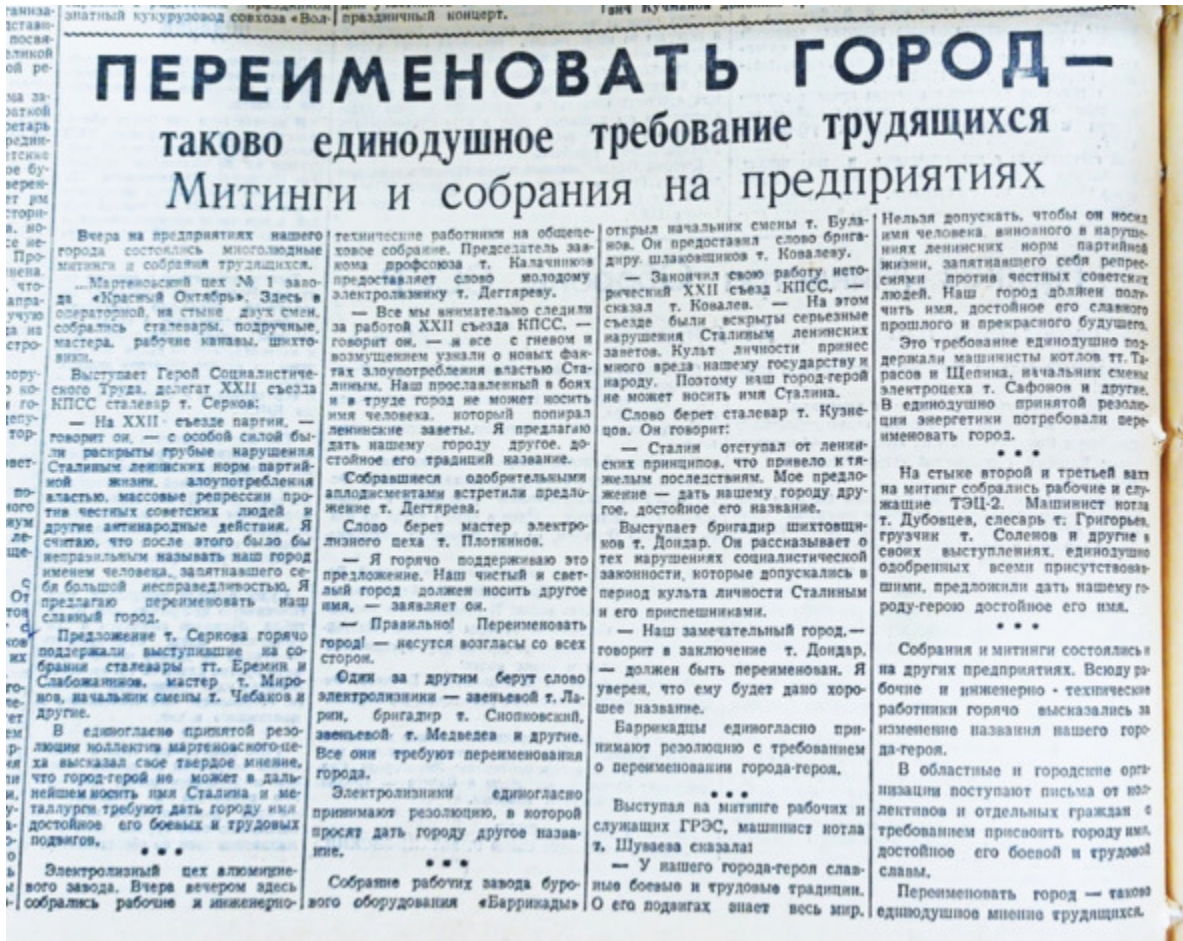 знатный кукурузовод совхоза «Вол-
праздничный концерт.
ПЕРЕИМЕНОВАТЬ ГОРОД —
таково единодушное требование трудящихся
Митинги и собрания на предприятиях
Вчера на предприятиях нашего
города состоялись многолюдные
митинги и собрания трудящихся.
...Мартеновский цех № 1 заво-
да «Красный Октябрь». Здесь в
операторной, на стыке двух смен,
собрались сталевары, подручные,
мастера, рабочие канавы, шихто-
вики.
Выступает Герой Социалистиче-
ского Труда, делегат XXII съезда
КПСС сталевар т. Серков:
— На XXII съезде партии, —
говорит он, — с особой силой бы-
ли раскрыты грубые нарушения
Сталиным ленинских норм партий-
ной жизни, злоупотребления
властью, массовые репрессии про-
тив честных советских людей и
другие антинародные действия. Я
считаю, что после этого было бы
неправильным называть наш город
именем человека, запятнавшего се-
бя большой несправедливостью. Я
предлагаю переименовать наш
славный город.
Предложение т. Серкова горячо
поддержали выступившие на со-
брании сталевары тт. Еремин и
Слабожанинов, мастер т. Миро-
нов, начальник смены т. Чебаков и
другие.
В единогласно принятой резо-
люции коллектив мартеновского це-
ха высказал свое твердое мнение,
что город-герой не может в даль-
нейшем носить имя Сталина и ме-
таллурги требуют дать городу имя
достойное его боевых и трудовых
подвигов.
• • •
Электролизный цех алюминие-
вого завода. Вчера вечером здесь
собрались рабочие и инженерно-
технические работники на общеце-
ховое собрание. Председатель зав-
кома профсоюза т. Калачников
предоставляет слово молодому
электролизнику т. Дегтяреву.
— Все мы внимательно следили
за работой XXII съезда КПСС, —
говорит он, — и все с гневом и
возмущением узнали о новых фак-
тах злоупотребления властью Ста-
линым. Наш прославленный в боях
и в труде город не может носить
имя человека, который попирал
ленинские заветы. Я предлагаю
дать нашему городу другое, до-
стойное его традиций название.
Собравшиеся одобрительными
аплодисментами встретили предло-
жение т. Дегтярева.
Слово берет мастер электро-
лизного цеха т. Плотников.
— Я горячо поддерживаю это
предложение. Наш чистый и свет-
лый город должен носить другое
имя, — заявляет он.
— Правильно! Переименовать
город! — несутся возгласы со всех
сторон.
Один за другим берут слово
электролизники — звеньевой т. Ла-
рин, бригадир т. Снопковский,
звеньевой т. Медведев и другие.
Все они требуют переименования
города.
Электролизники единогласно
принимают резолюцию, в которой
просят дать городу другое назва-
ние.
• • •
Собрание рабочих завода буро-
вого оборудования «Баррикады»
открыл начальник смены т. Була-
нов. Он предоставил слово брига-
диру шлаковщиков т. Ковалеву.
— Закончил свою работу исто-
рический XXII съезд КПСС, —
сказал т. Ковалев. — На этом
съезде были вскрыты серьезные
нарушения Сталиным ленинских
заветов. Культ личности принес
много вреда нашему государству и
народу. Поэтому наш город-герой
не может носить имя Сталина.
Слово берет сталевар т. Кузне-
цов. Он говорит:
— Сталин отступал от ленин-
ских принципов, что привело к тя-
желым последствиям. Мое предло-
жение — дать нашему городу дру-
гое, достойное его название.
Выступает бригадир шихтовщи-
ков т. Дондар. Он рассказывает о
тех нарушениях социалистической
законности, которые допускались в
период культа личности Сталиным
и его приспешниками.
— Наш замечательный город,—
говорит в заключение т. Дондар,
— должен быть переименован. Я
уверен, что ему будет дано хоро-
шее название.
Баррикадцы единогласно при-
нимают резолюцию с требованием
о переименовании города-героя.
• • •
Выступая на митинге рабочих и
служащих ГРЭС, машинист котла
т. Шуваева сказала:
— У нашего города-героя слав-
ные боевые и трудовые традиции.
О его подвигах знает весь мир.
Нельзя допускать, чтобы он носил
имя человека, виновного в наруше-
ниях ленинских норм партийной
жизни, запятнавшего себя репрес-
сиями против честных советских
людей. Наш город должен полу-
чить имя, достойное его славного
прошлого и прекрасного будущего.
Это требование единодушно под-
держали машинисты котлов тт. Та-
расов и Щепина, начальник смены
электроцеха т. Сафонов и другие.
В единодушно принятой резолю-
ции энергетики потребовали пере-
именовать город.
• • •
На стыке второй и третьей вахт
на митинг собрались рабочие и слу-
жащие ТЭЦ-2. Машинист котла
т. Дубовцев, слесарь т. Григорьев,
грузчик т. Соленов и другие в
своих выступлениях, единодушно
одобренных всеми присутствовав-
шими, предложили дать нашему го-
роду-герою достойное его имя.
• • •
Собрания и митинги состоялись и
на других предприятиях. Всюду ра-
бочие и инженерно-технические
работники горячо высказались за
изменение названия нашего горо-
да-героя.
В областные и городские орга-
низации поступают письма от кол-
лективов и отдельных граждан с
требованием присвоить городу имя,
достойное его боевой и трудовой
славы.
Переименовать город — таково
единодушное мнение трудящихся.